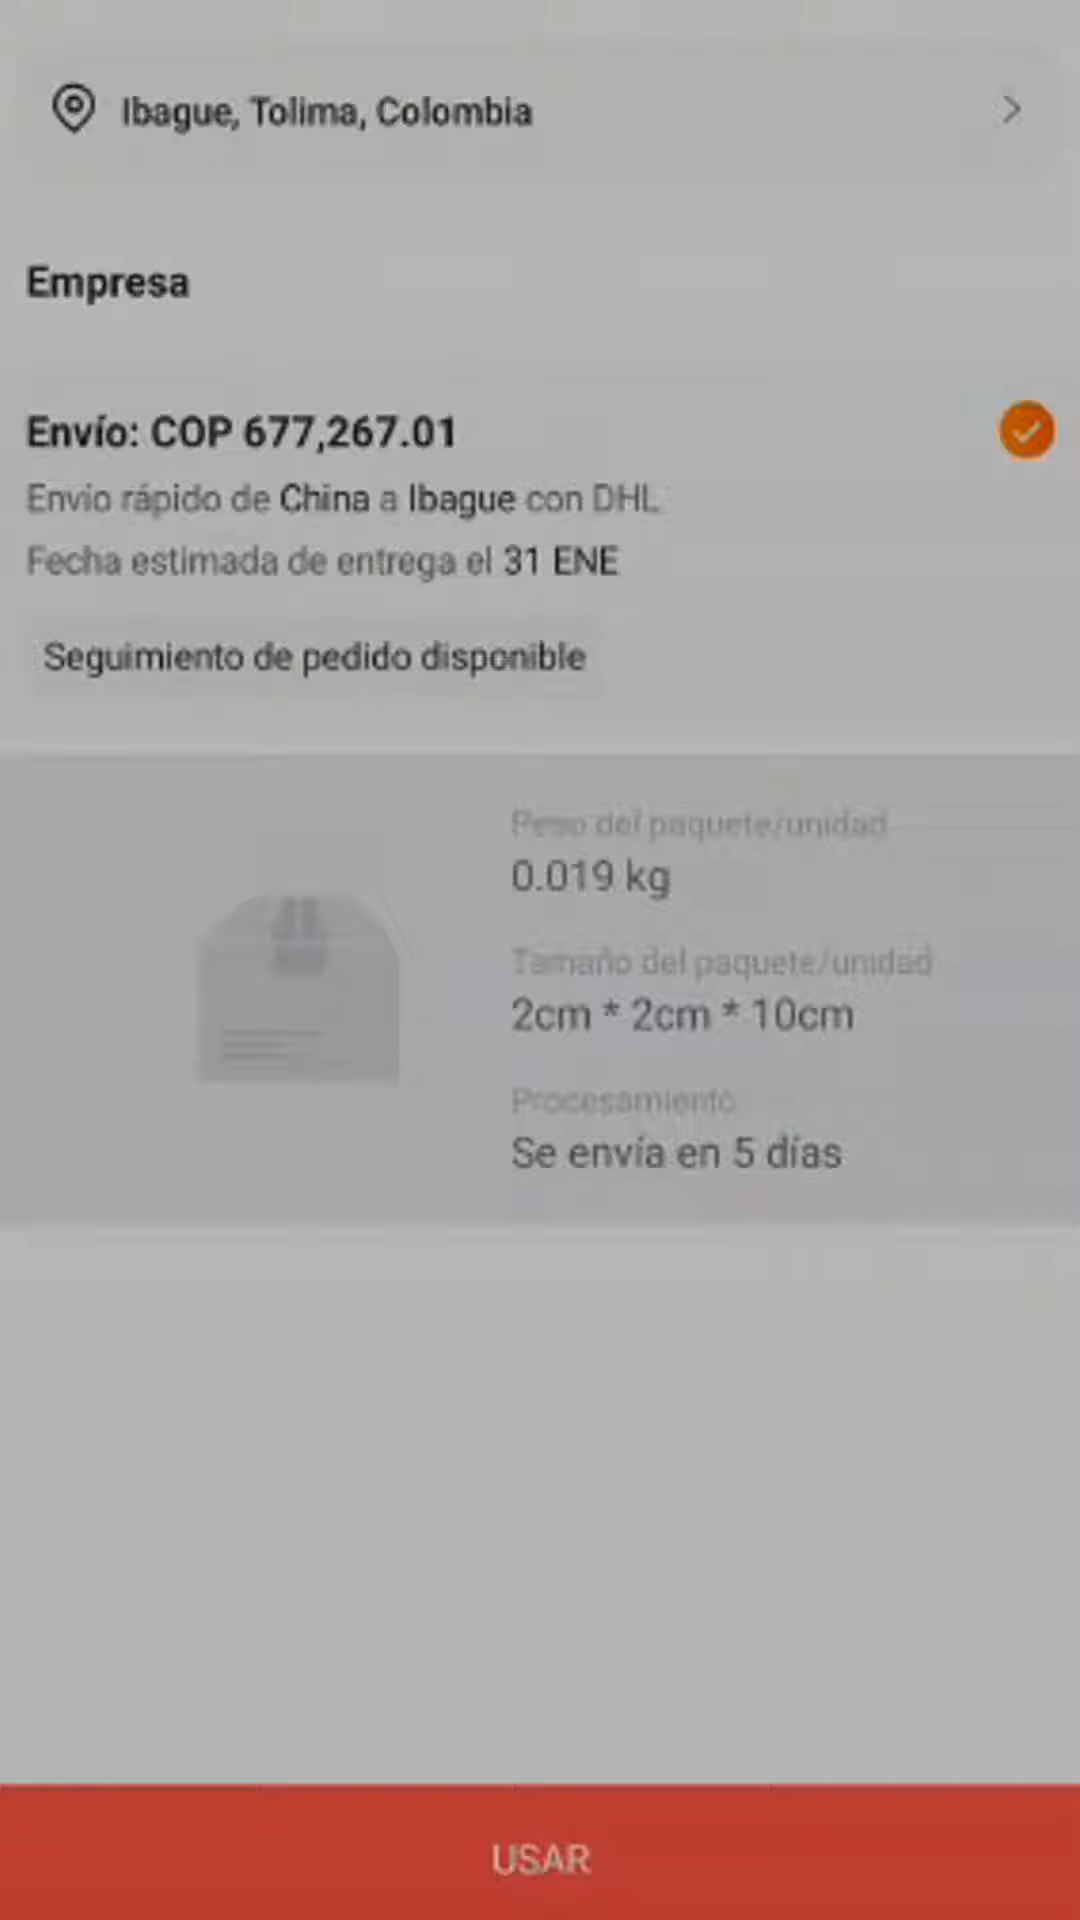 Ibague, Tolima, Colombia
Empresa
Envío: COP 677,267.01
Envio rápido de China a Ibague con DHL
Fecha estimada de entrega el 31 ENE
Seguimiento de pedido disponible
Peso del paquete/unidad
0.019 kg
Tamaño del paquete/unidad
2cm * 2cm * 10cm
Procesamiento
Se envía en 5 días
USAR